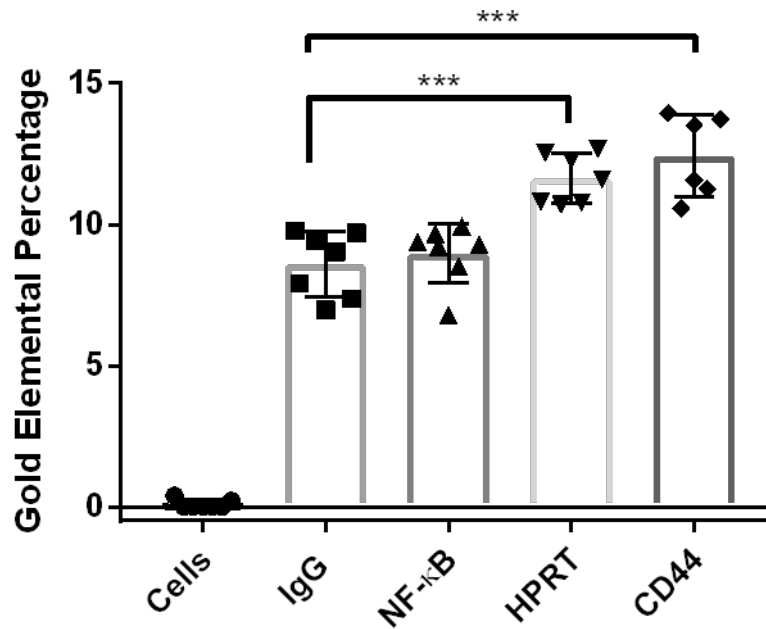 ***
***
Gold Elemental Percentage
15
10
5
0
Cells
IgG
NF-κB
HPRT
CD44